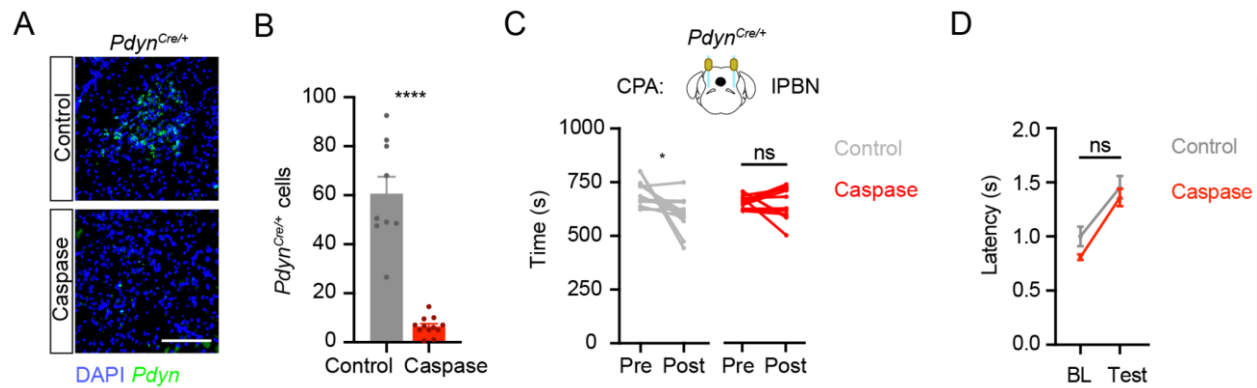 A
Pdyn^Cre/+
Control
Caspase
DAPI Pdyn
B
****
Pdyn^Cre/+ cells
100
80
60
40
20
0
Control Caspase
C
Pdyn^Cre/+
CPA: lPBN
Time (s)
1000
750
500
250
0
* ns
Control
Caspase
Pre Post Pre Post
D
Latency (s)
2.0
1.5
1.0
0.5
0.0
ns
Control
Caspase
BL Test